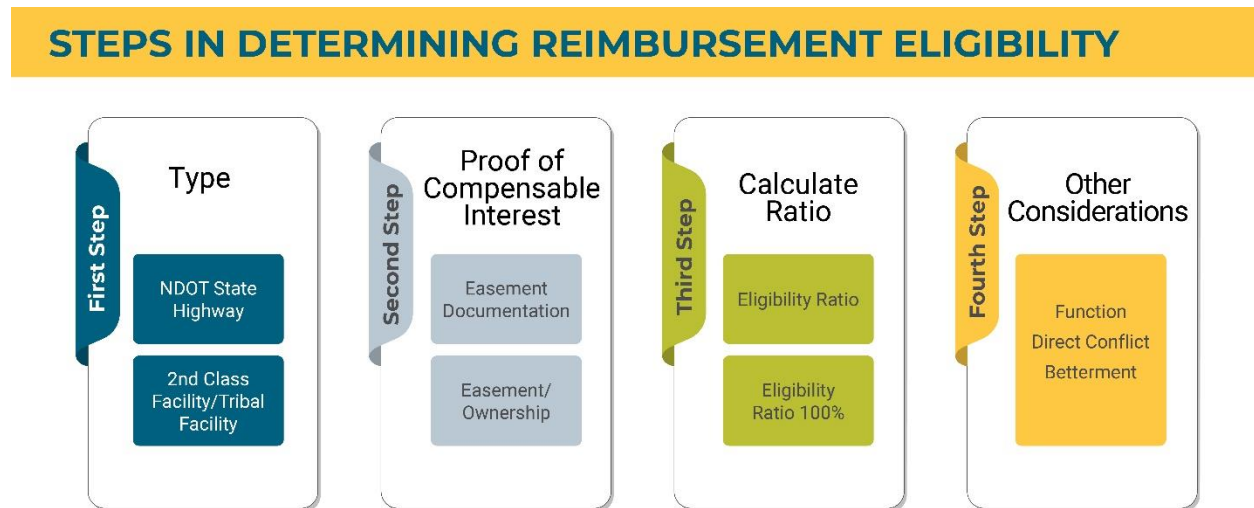 STEPS IN DETERMINING REIMBURSEMENT ELIGIBILITY
First Step
Type
NDOT State
Highway
2nd Class
Facility/Tribal
Facility
Second Step
Proof of
Compensable
Interest
Easement
Documentation
Easement/
Ownership
Third Step
Calculate
Ratio
Eligibility Ratio
Eligibility
Ratio 100%
Fourth Step
Other
Considerations
Function
Direct Conflict
Betterment